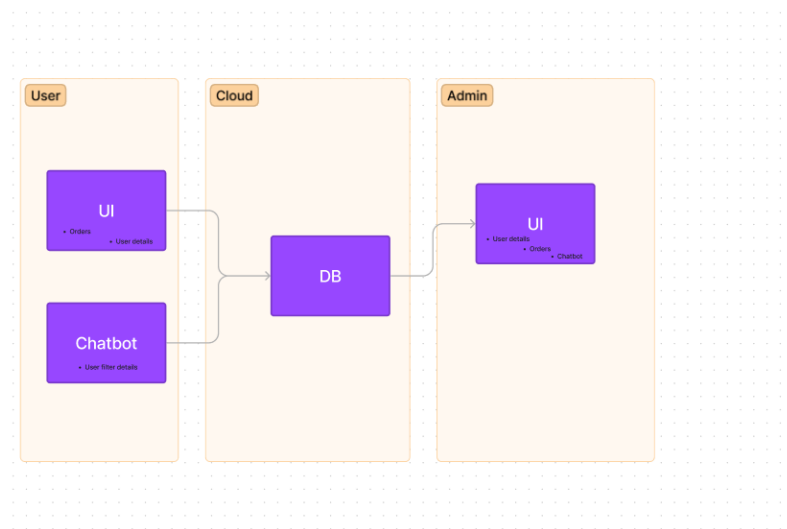 User
Cloud
Admin
UI
• Orders
• User details
Chatbot
• User filter details
DB
UI
• User details
• Orders
• Chatbot